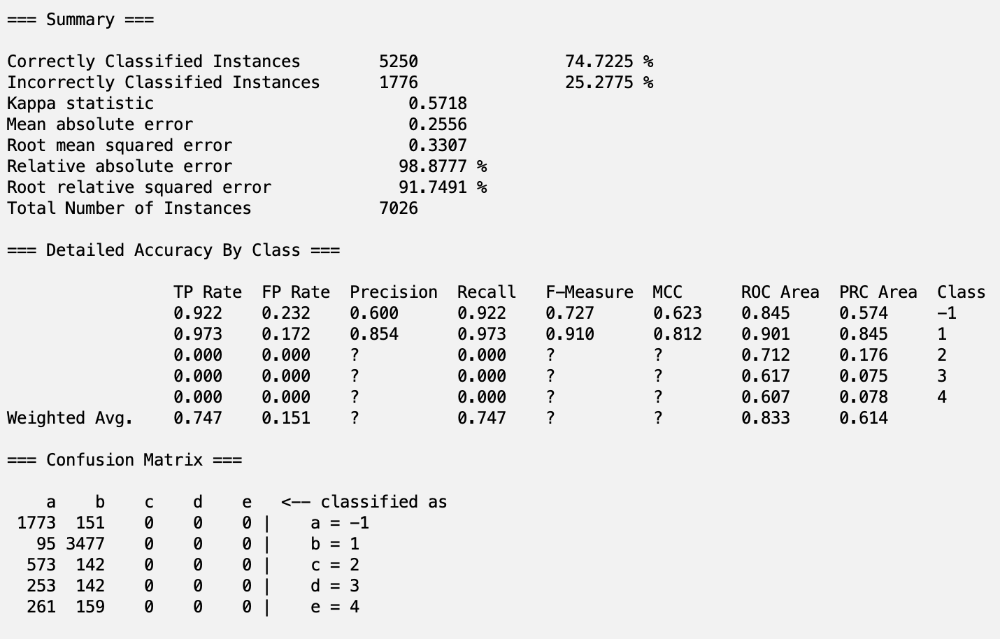 === Summary ===
Correctly Classified Instances        5250               74.7225 %
Incorrectly Classified Instances      1776               25.2775 %
Kappa statistic                          0.5718
Mean absolute error                      0.2556
Root mean squared error                  0.3307
Relative absolute error                 98.8777 %
Root relative squared error             91.7491 %
Total Number of Instances             7026
=== Detailed Accuracy By Class ===
                 TP Rate  FP Rate  Precision  Recall   F-Measure  MCC      ROC Area  PRC Area  Class
                 0.922    0.232    0.600      0.922    0.727      0.623    0.845     0.574     -1
                 0.973    0.172    0.854      0.973    0.910      0.812    0.901     0.845     1
                 0.000    0.000    ?          0.000    ?          ?        0.712     0.176     2
                 0.000    0.000    ?          0.000    ?          ?        0.617     0.075     3
                 0.000    0.000    ?          0.000    ?          ?        0.607     0.078     4
Weighted Avg.    0.747    0.151    ?          0.747    ?          ?        0.833     0.614
=== Confusion Matrix ===
    a    b    c    d    e   <-- classified as
 1773  151    0    0    0 |    a = -1
   95 3477    0    0    0 |    b = 1
  573  142    0    0    0 |    c = 2
  253  142    0    0    0 |    d = 3
  261  159    0    0    0 |    e = 4